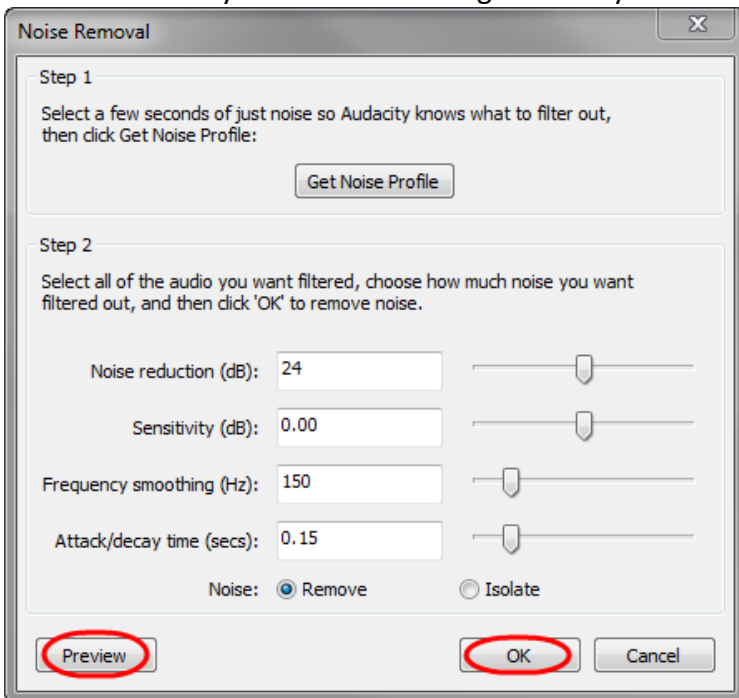 Noise Removal
Step 1
Select a few seconds of just noise so Audacity knows what to filter out,
then click Get Noise Profile:
Get Noise Profile
Step 2
Select all of the audio you want filtered, choose how much noise you want
filtered out, and then click 'OK' to remove noise.
Noise reduction (dB): 24
Sensitivity (dB): 0.00
Frequency smoothing (Hz): 150
Attack/decay time (secs): 0.15
Noise: Remove Isolate
Preview OK Cancel